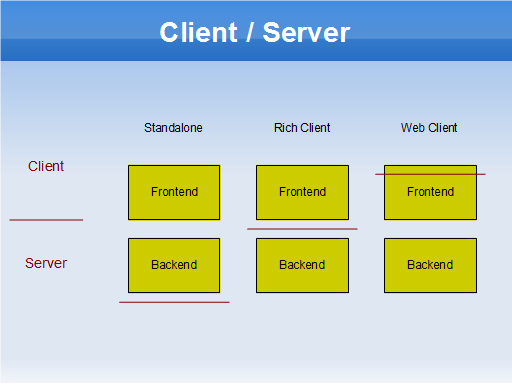 Client / Server
Standalone Rich Client Web Client
Client
Frontend Frontend Frontend
Server
Backend Backend Backend